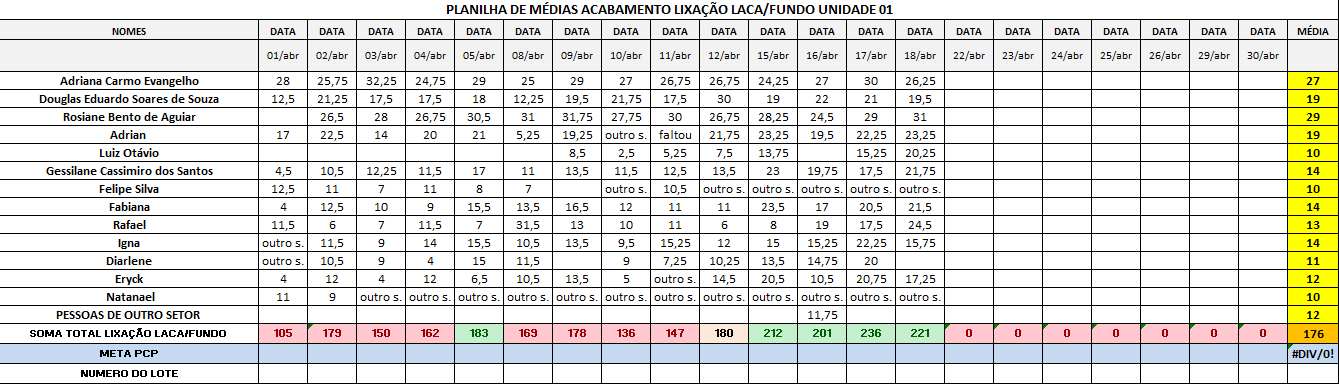 PLANILHA DE MÉDIAS ACABAMENTO LIXAÇÃO LACA/FUNDO UNIDADE 01
NOMES DATA DATA DATA DATA DATA DATA DATA DATA DATA DATA DATA DATA DATA DATA DATA DATA DATA DATA DATA DATA DATA MÉDIA
01/abr 02/abr 03/abr 04/abr 05/abr 08/abr 09/abr 10/abr 11/abr 12/abr 15/abr 16/abr 17/abr 18/abr 22/abr 23/abr 24/abr 25/abr 26/abr 29/abr 30/abr
Adriana Carmo Evangelho 28 25,75 32,25 24,75 29 25 29 27 26,75 26,75 24,25 27 30 26,25 27
Douglas Eduardo Soares de Souza 12,5 21,25 17,5 17,5 18 12,25 19,5 21,75 17,5 30 19 22 21 19,5 19
Rosiane Bento de Aguiar 26,5 28 26,75 30,5 31 31,75 27,75 30 26,75 28,25 24,5 29 31 29
Adrian 17 22,5 14 20 21 5,25 19,25 outro s. faltou 21,75 23,25 19,5 22,25 23,25 19
Luiz Otávio 8,5 2,5 5,25 7,5 13,75 15,25 20,25 10
Gessilane Cassimiro dos Santos 4,5 10,5 12,25 11,5 17 11 13,5 11,5 12,5 13,5 23 19,75 17,5 21,75 14
Felipe Silva 12,5 11 7 11 8 7 outro s. 10,5 outro s. outro s. outro s. outro s. outro s. 10
Fabiana 4 12,5 10 9 15,5 13,5 16,5 12 11 11 23,5 17 20,5 21,5 14
Rafael 11,5 6 7 11,5 7 31,5 13 10 11 6 8 19 17,5 24,5 13
Igna outro s. 11,5 9 14 15,5 10,5 13,5 9,5 15,25 12 15 15,25 22,25 15,75 14
Diarlene outro s. 10,5 9 4 15 11,5 9 7,25 10,25 13,5 14,75 20 11
Eryck 4 12 4 12 6,5 10,5 13,5 5 outro s. 14,5 20,5 10,5 20,75 17,25 12
Natanael 11 9 outro s. outro s. outro s. outro s. outro s. outro s. outro s. outro s. outro s. outro s. outro s. outro s. 10
PESSOAS DE OUTRO SETOR 11,75 12
SOMA TOTAL LIXAÇÃO LACA/FUNDO 105 179 150 162 183 169 178 136 147 180 212 201 236 221 0 0 0 0 0 0 0 176
META PCP #DIV/0!
NUMERO DO LOTE